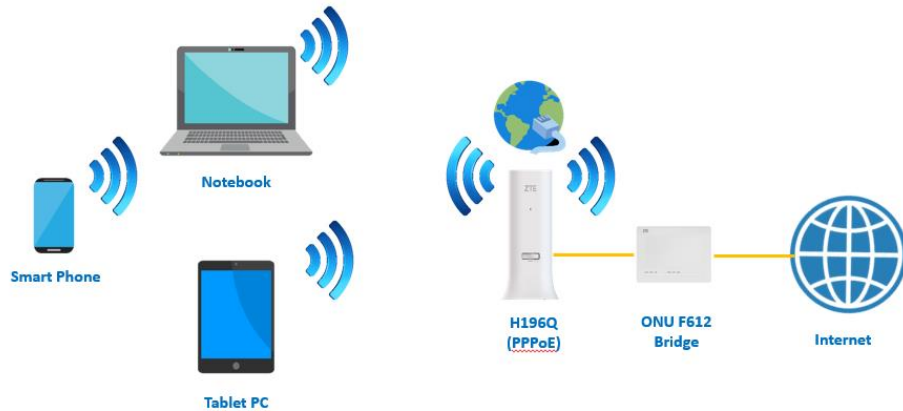 Notebook
Smart Phone
Tablet PC
ZTE
H196Q
(PPPoE)
ONU F612
Bridge
Internet